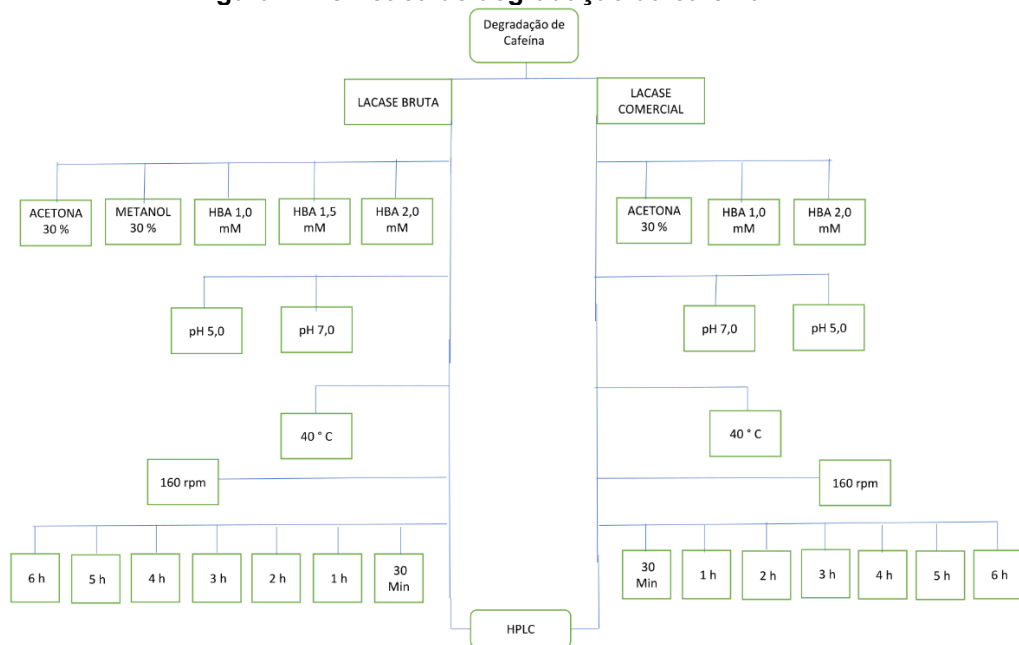 de degradação
Degradação de
Cafeína
LACASE BRUTA
LACASE
COMERCIAL
ACETONA
30 %
METANOL
30 %
HBA 1,0
mM
HBA 1,5
mM
HBA 2,0
mM
ACETONA
30 %
HBA 1,0
mM
HBA 2,0
mM
pH 5,0
pH 7,0
pH 7,0
pH 5,0
40 ° C
40 ° C
160 rpm
160 rpm
6 h
5 h
4 h
3 h
2 h
1 h
30
Min
30
Min
1 h
2 h
3 h
4 h
5 h
6 h
HPLC